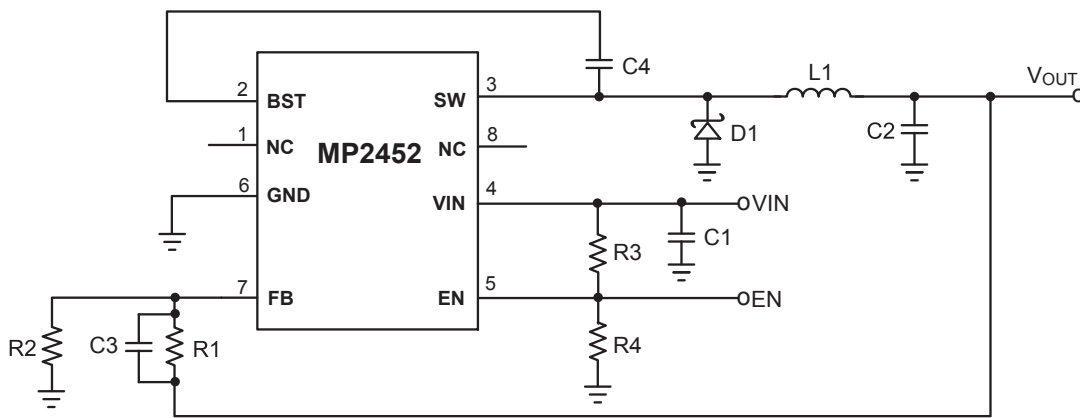 C4
L1
VOUT
2
BST
SW
3
D1
C2
1
NC
MP2452
NC
8
6
GND
VIN
4
VIN
R3
C1
7
FB
EN
5
EN
R2
C3
R1
R4